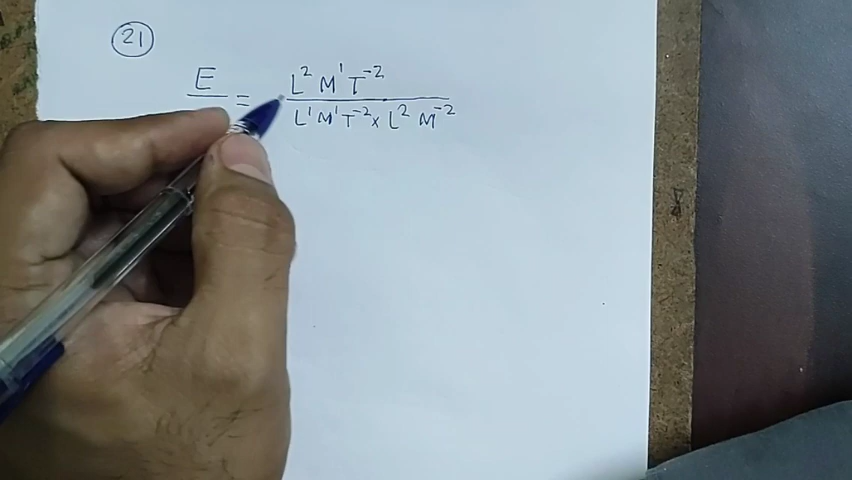 21
E = L² M¹ T⁻²
L¹ M¹ T⁻² x L² M⁻²